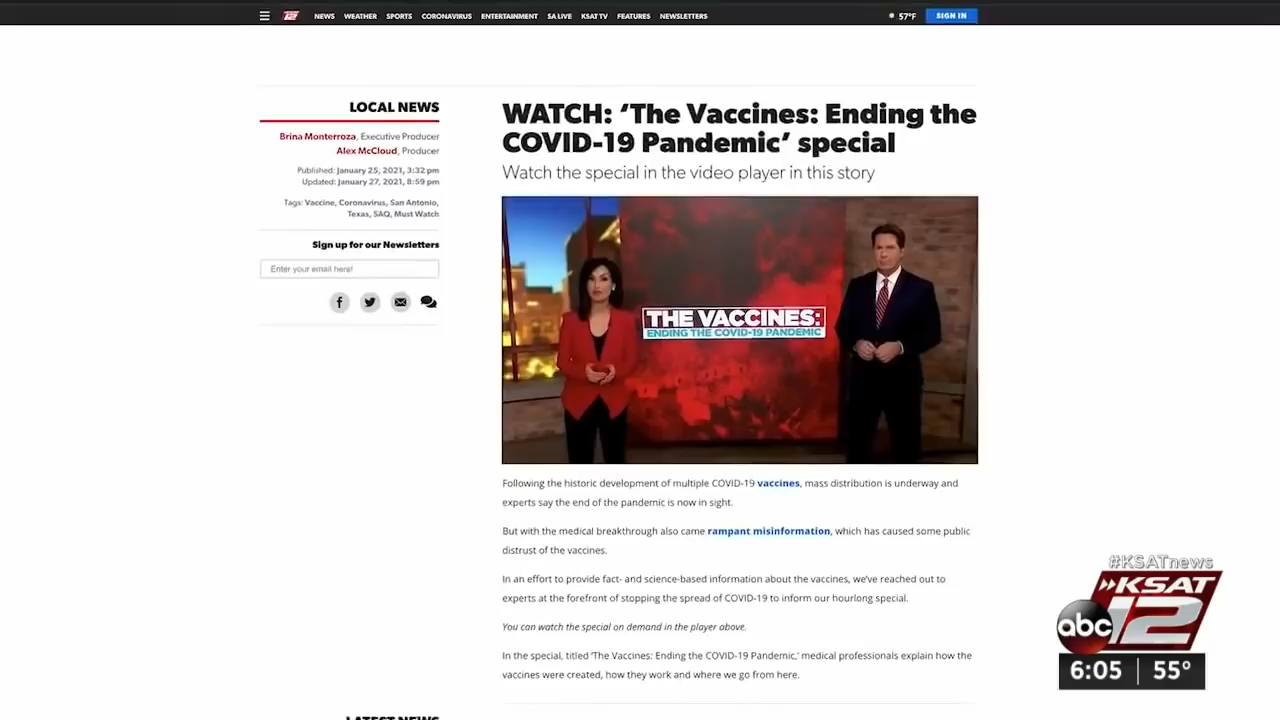 12
NEWS
WEATHER
SPORTS
CORONAVIRUS
ENTERTAINMENT
SA LIVE
KSAT TV
FEATURES
NEWSLETTERS
57°F
SIGN IN
LOCAL NEWS
Brina Monterroza, Executive Producer
Alex McCloud, Producer
Published: January 25, 2021, 3:32 pm
Updated: January 27, 2021, 8:59 pm
Tags: Vaccine, Coronavirus, San Antonio,
Texas, SAQ, Must Watch
Sign up for our Newsletters
Enter your email here!
WATCH: ‘The Vaccines: Ending the
COVID-19 Pandemic’ special
Watch the special in the video player in this story
THE VACCINES:
ENDING THE COVID-19 PANDEMIC
Following the historic development of multiple COVID-19 vaccines, mass distribution is underway and
experts say the end of the pandemic is now in sight.
But with the medical breakthrough also came rampant misinformation, which has caused some public
distrust of the vaccines.
In an effort to provide fact- and science-based information about the vaccines, we’ve reached out to
experts at the forefront of stopping the spread of COVID-19 to inform our hourlong special.
You can watch the special on demand in the player above.
In the special, titled ‘The Vaccines: Ending the COVID-19 Pandemic,’ medical professionals explain how the
vaccines were created, how they work and where we go from here.
LATEST NEWS
#KSATnews
KSAT
abc
12
6:05
55°